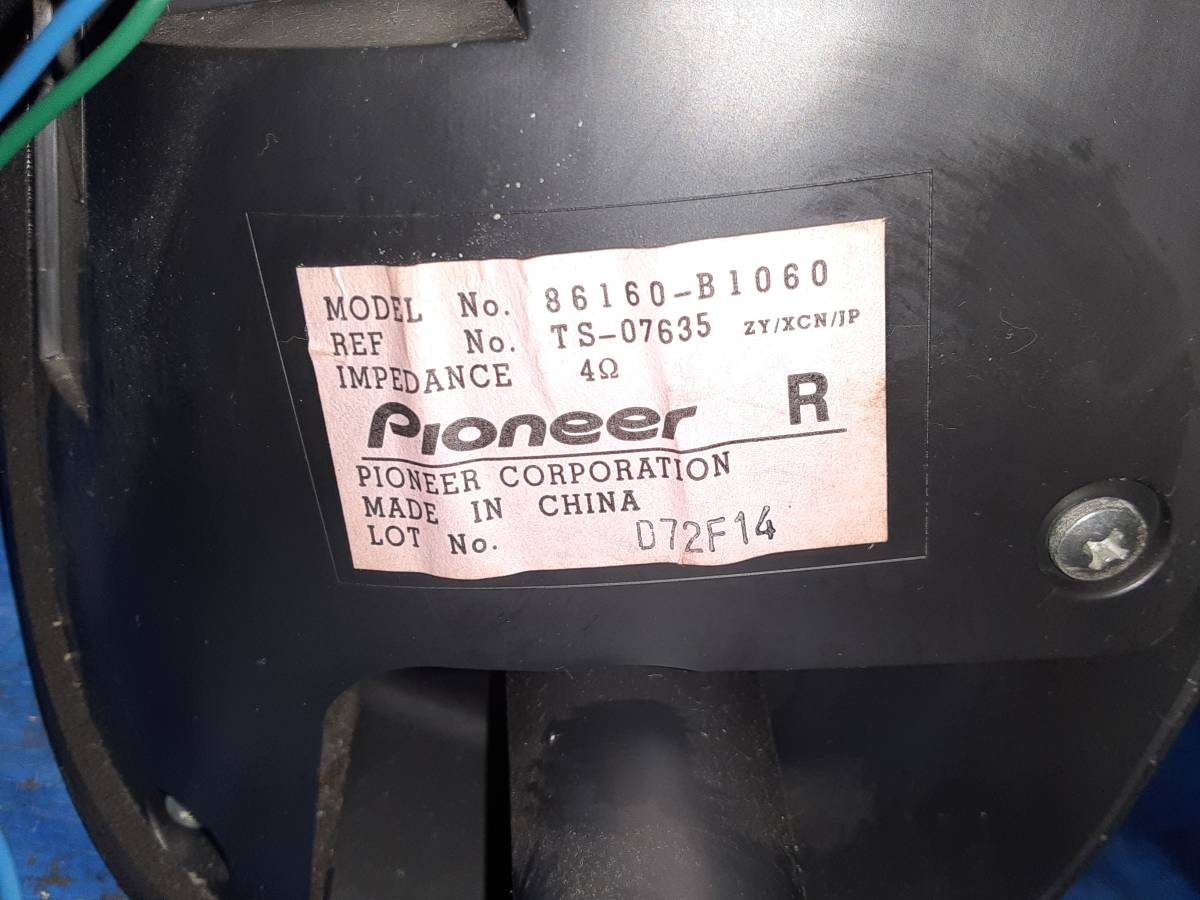 MODEL No. 86160-B1060
REF No. TS-07635 ZY/XCN/JP
IMPEDANCE 4Ω
Pioneer R
PIONEER CORPORATION
MADE IN CHINA
LOT No. D72F14